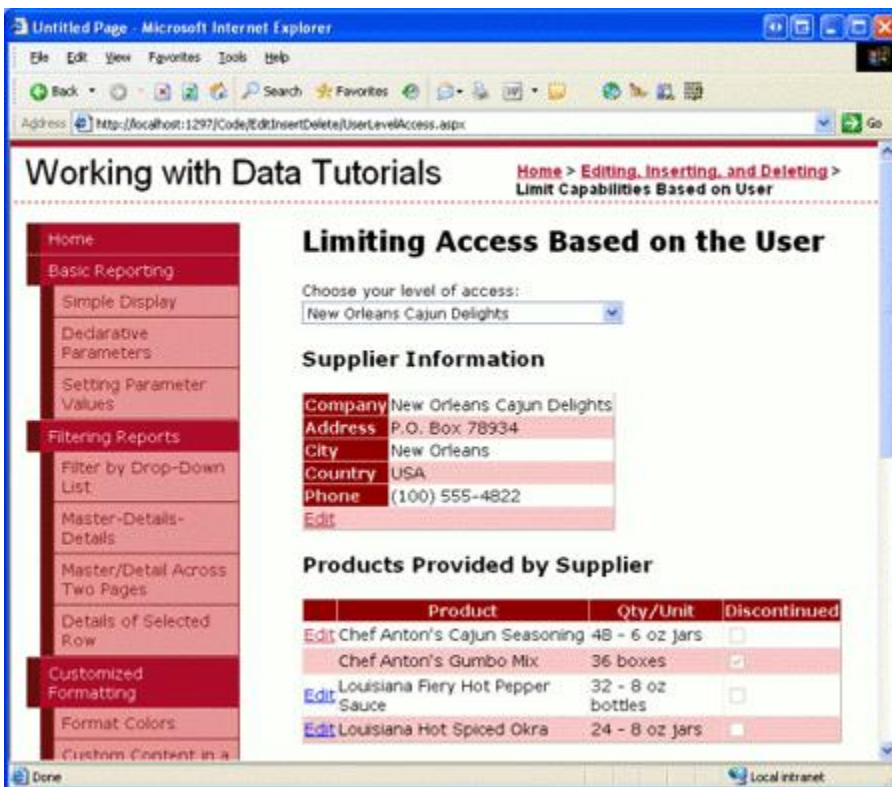 Untitled Page - Microsoft Internet Explorer
File Edit View Favorites Tools Help
Back Search Favorites
Address http://localhost:1297/Code/EditInsertDelete/UserLevelAccess.aspx Go
Working with Data Tutorials
Home > Editing, Inserting, and Deleting >
Limit Capabilities Based on User
Home
Basic Reporting
Simple Display
Declarative
Parameters
Setting Parameter
Values
Filtering Reports
Filter by Drop-Down
List
Master-Details-
Details
Master/Detail Across
Two Pages
Details of Selected
Row
Customized
Formatting
Format Colors
Custom Content in a
Limiting Access Based on the User
Choose your level of access:
New Orleans Cajun Delights
Supplier Information
Company New Orleans Cajun Delights
Address P.O. Box 78934
City New Orleans
Country USA
Phone (100) 555-4822
Edit
Products Provided by Supplier
Product Qty/Unit Discontinued
Edit Chef Anton's Cajun Seasoning 48 - 6 oz jars
Chef Anton's Gumbo Mix 36 boxes
Edit Louisiana Fiery Hot Pepper Sauce 32 - 8 oz bottles
Edit Louisiana Hot Spiced Okra 24 - 8 oz jars
Done Local intranet